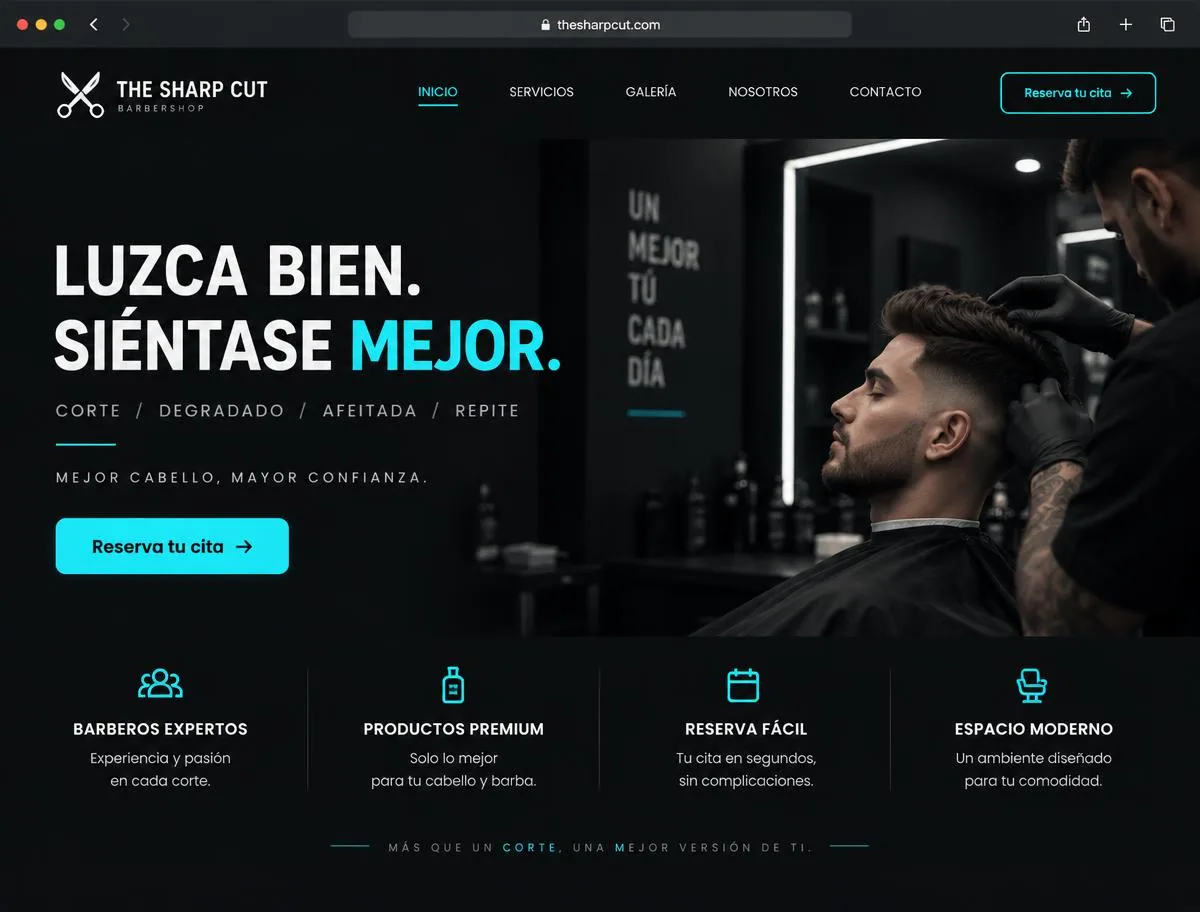 thesharpcut.com
THE SHARP CUT
BARBERSHOP
INICIO
SERVICIOS
GALERÍA
NOSOTROS
CONTACTO
Reserva tu cita →
UN
MEJOR
TÚ
CADA
DÍA
LUZCA BIEN.
SIÉNTASE MEJOR.
CORTE / DEGRADADO / AFEITADA / REPITE
MEJOR CABELLO, MAYOR CONFIANZA.
Reserva tu cita →
BARBEROS EXPERTOS
Experiencia y pasión
en cada corte.
PRODUCTOS PREMIUM
Solo lo mejor
para tu cabello y barba.
RESERVA FÁCIL
Tu cita en segundos,
sin complicaciones.
ESPACIO MODERNO
Un ambiente diseñado
para tu comodidad.
MÁS QUE UN CORTE, UNA MEJOR VERSIÓN DE TI.